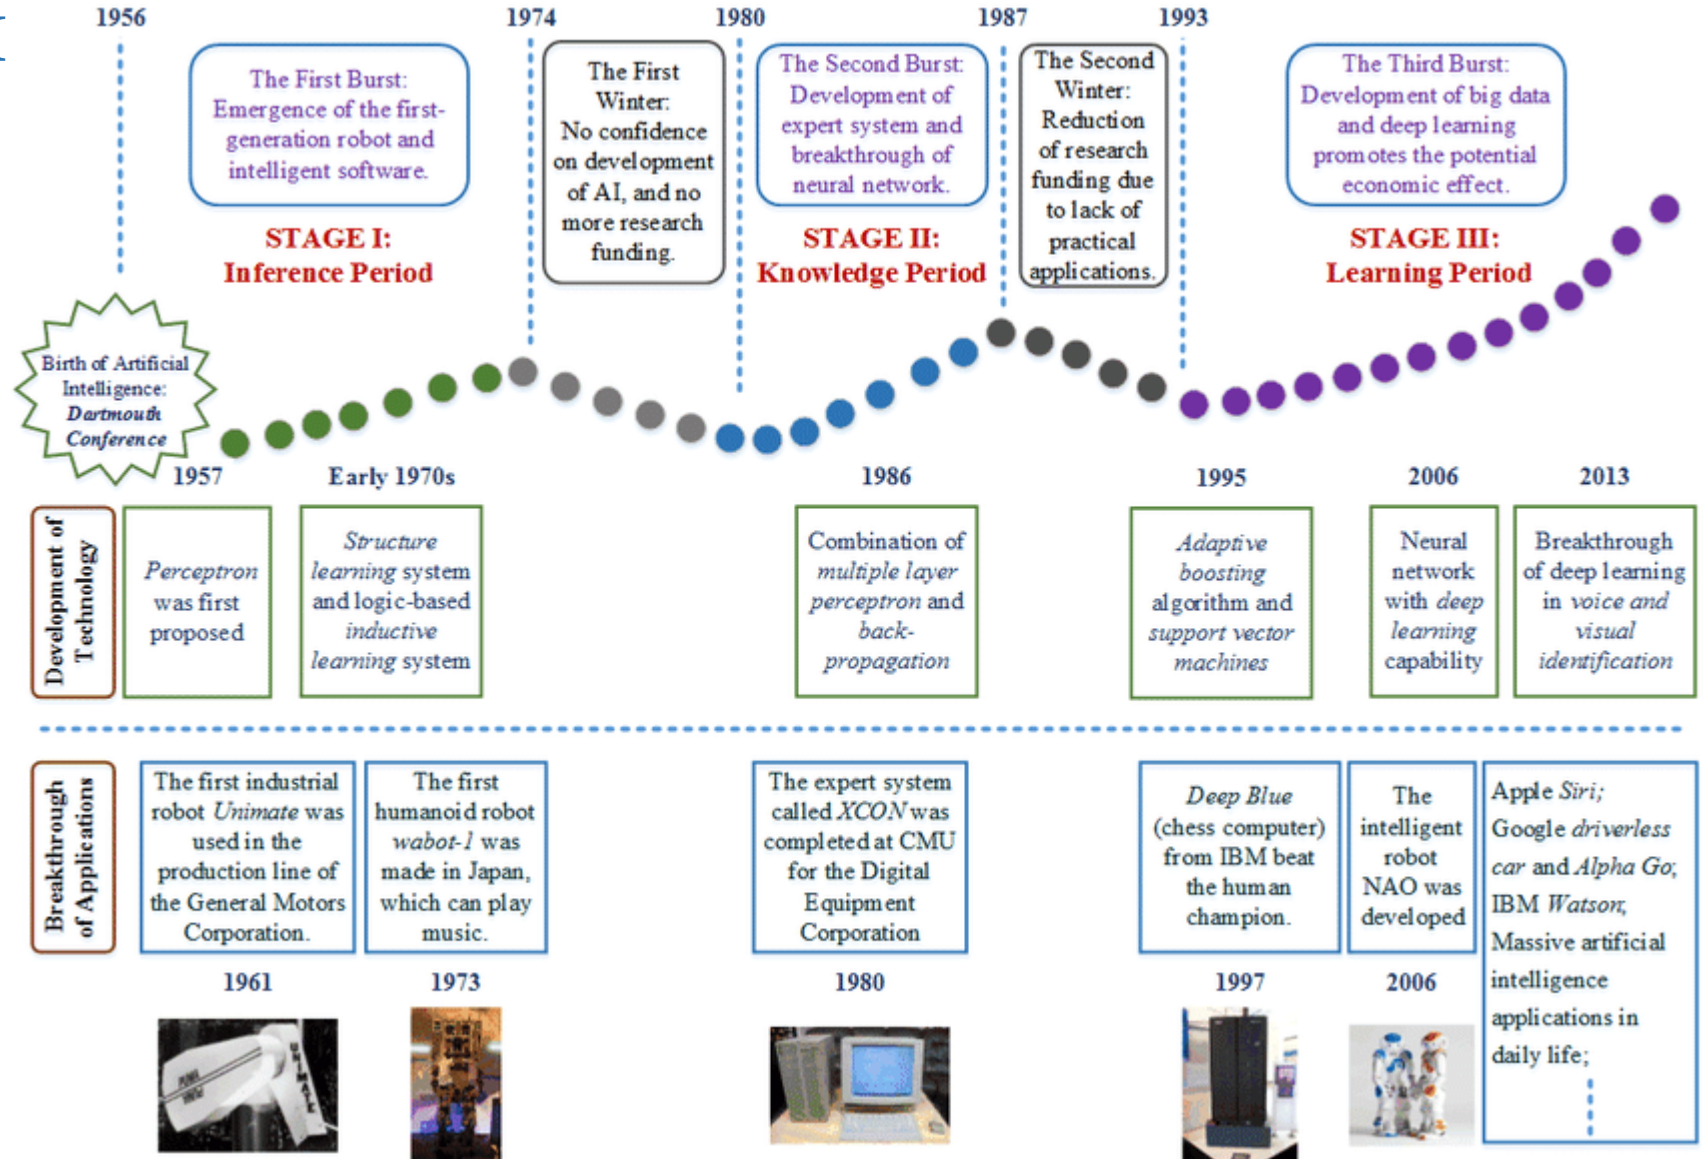 1956
1974
1980
1987
1993
The First Burst:
Emergence of the first-
generation robot and
intelligent software.
The First
Winter:
No confidence
on development
of AI, and no
more research
funding.
The Second Burst:
Development of
expert system and
breakthrough of
neural network.
The Second
Winter:
Reduction
of research
funding due
to lack of
practical
applications.
The Third Burst:
Development of big data
and deep learning
promotes the potential
economic effect.
STAGE I:
Inference Period
STAGE II:
Knowledge Period
STAGE III:
Learning Period
Birth of Artificial
Intelligence:
Dartmouth
Conference
1957
Early 1970s
1986
1995
2006
2013
Development of
Technology
Perceptron
was first
proposed
Structure
learning system
and logic-based
inductive
learning system
Combination of
multiple layer
perceptron and
back-
propagation
Adaptive
boosting
algorithm and
support vector
machines
Neural
network
with deep
learning
capability
Breakthrough
of deep learning
in voice and
visual
identification
Breakthrough
of Applications
The first industrial
robot Unimate was
used in the
production line of
the General Motors
Corporation.
The first
humanoid robot
wabot-1 was
made in Japan,
which can play
music.
The expert system
called XCON was
completed at CMU
for the Digital
Equipment
Corporation
Deep Blue
(chess computer)
from IBM beat
the human
champion.
The
intelligent
robot
NAO was
developed
Apple Siri;
Google driverless
car and Alpha Go;
IBM Watson;
Massive artificial
intelligence
applications in
daily life;
1961
1973
1980
1997
2006
UNIMATE